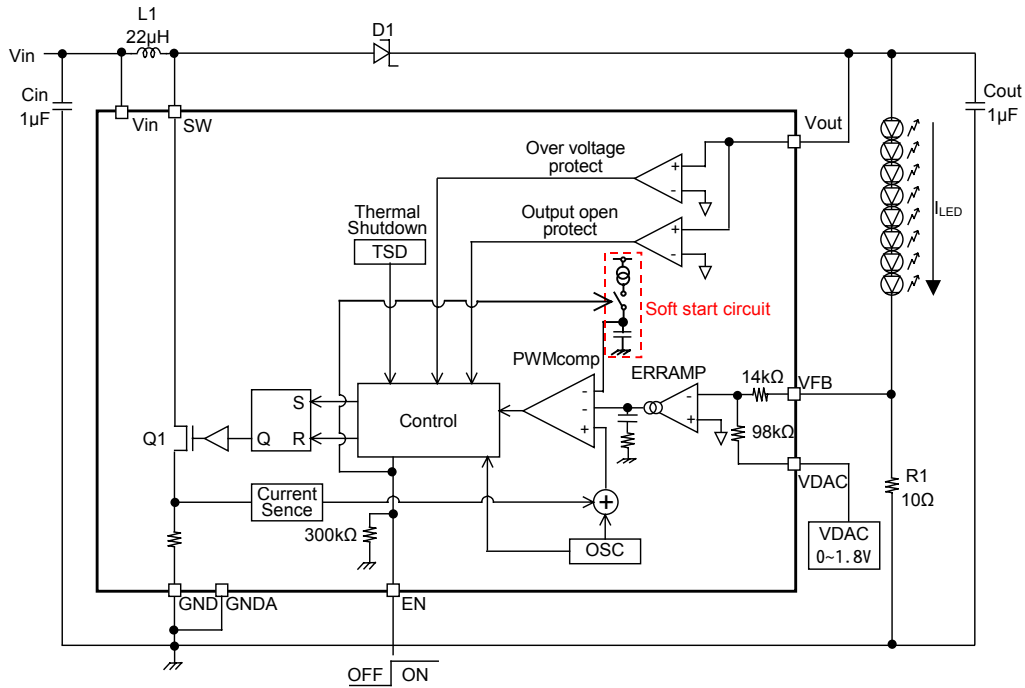 L1
22μH
D1
Vin
Cin
1μF
Cout
1μF
Vin
SW
Vout
Over voltage
protect
Thermal
Shutdown
TSD
Output open
protect
+
-
+
-
ILED
Soft start circuit
PWMcomp
ERRAMP
14kΩ
VFB
-
-
+
-
+
98kΩ
S
Q
R
Control
Q1
VDAC
R1
10Ω
Current
Sence
+
300kΩ
OSC
VDAC
0~1.8V
GND
GNDA
EN
OFF
ON